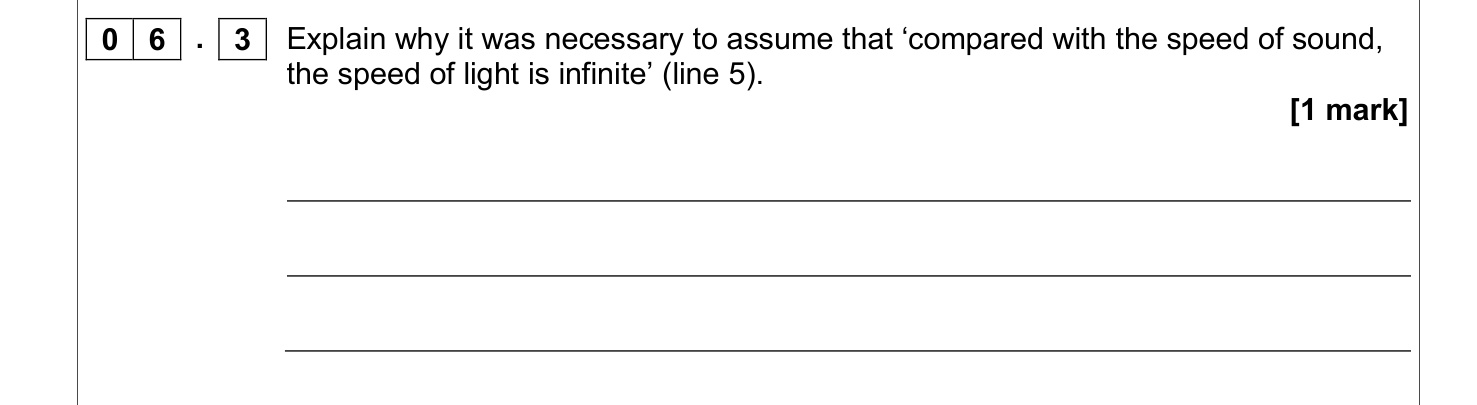 0 6 . 3 Explain why it was necessary to assume that ‘compared with the speed of sound,
the speed of light is infinite’ (line 5).
[1 mark]